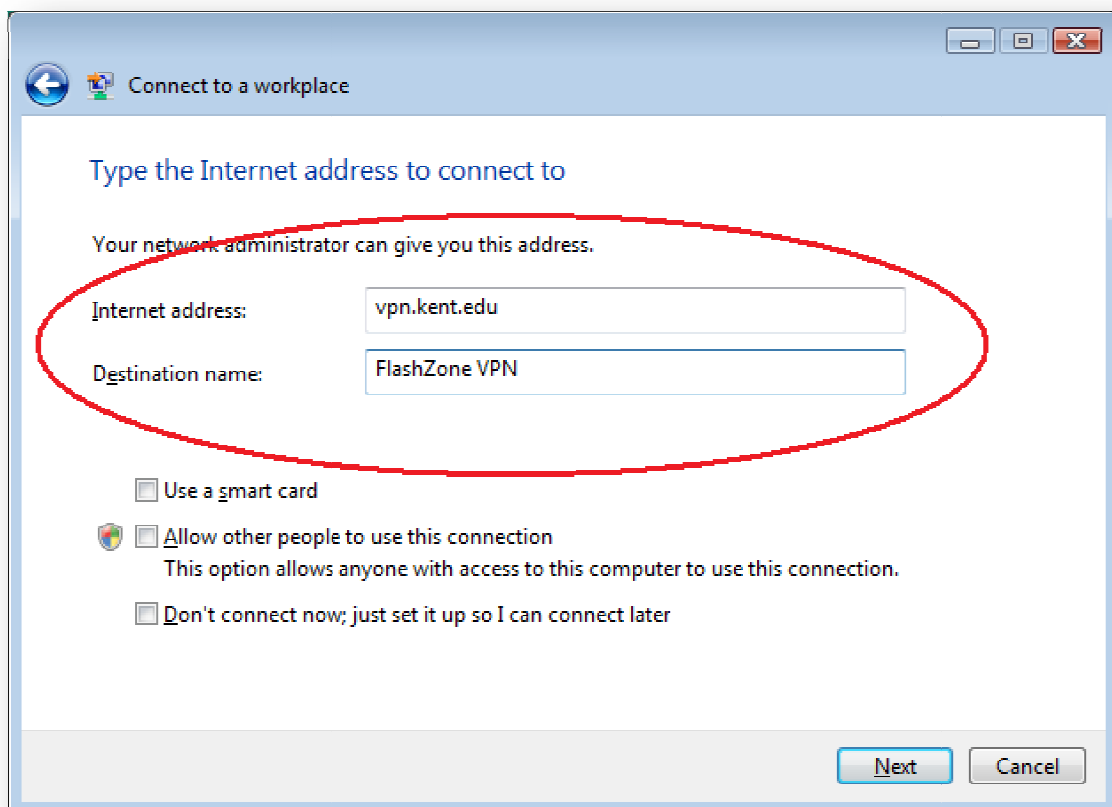 Connect to a workplace
Type the Internet address to connect to
Your network administrator can give you this address.
Internet address: vpn.kent.edu
Destination name: FlashZone VPN
Use a smart card
Allow other people to use this connection
This option allows anyone with access to this computer to use this connection.
Don't connect now; just set it up so I can connect later
Next Cancel